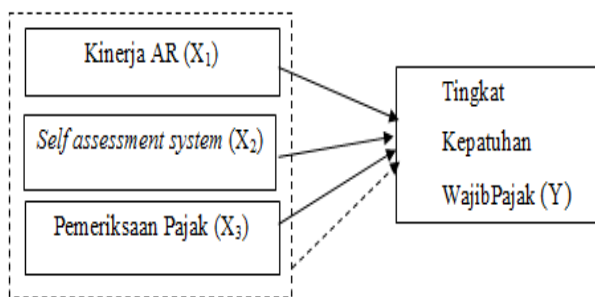 Kinerja AR (X₁)
Self assessment system (X₂)
Pemeriksaan Pajak (X₃)
Tingkat
Kepatuhan
WajibPajak (Y)